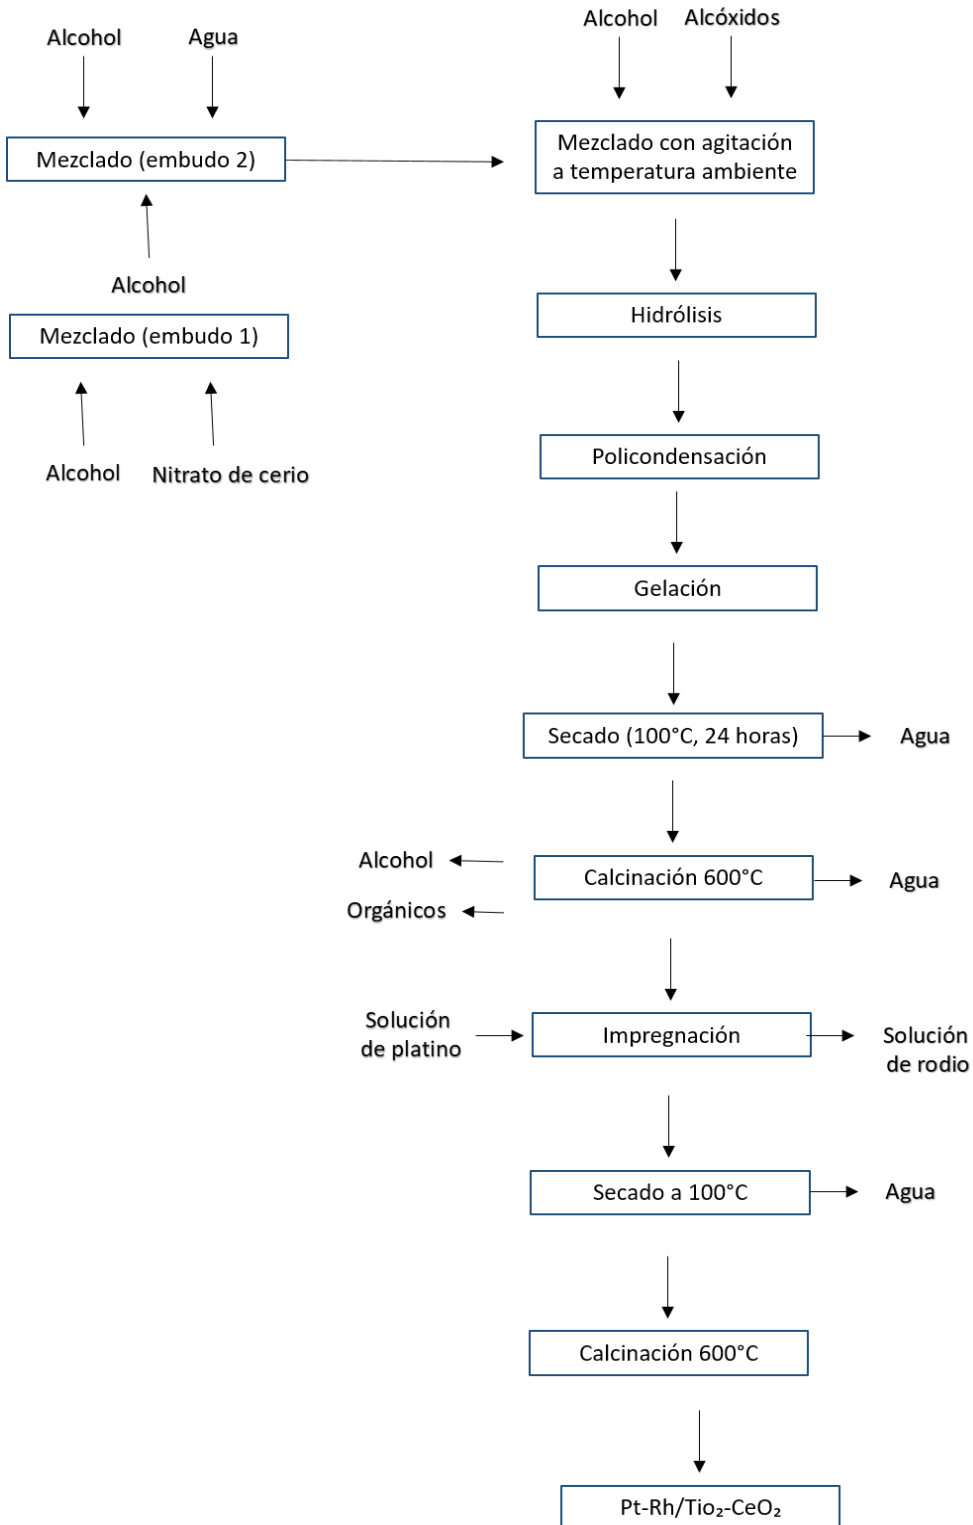 Alcohol
Agua
Mezclado (embudo 2)
Alcohol
Mezclado (embudo 1)
Alcohol
Nitrato de cerio
Alcohol
Alcóxidos
Mezclado con agitación
a temperatura ambiente
Hidrólisis
Policondensación
Gelación
Secado (100°C, 24 horas)
Agua
Alcohol
Orgánicos
Calcinación 600°C
Agua
Solución
de platino
Impregnación
Solución
de rodio
Secado a 100°C
Agua
Calcinación 600°C
Pt-Rh/Tio₂-CeO₂